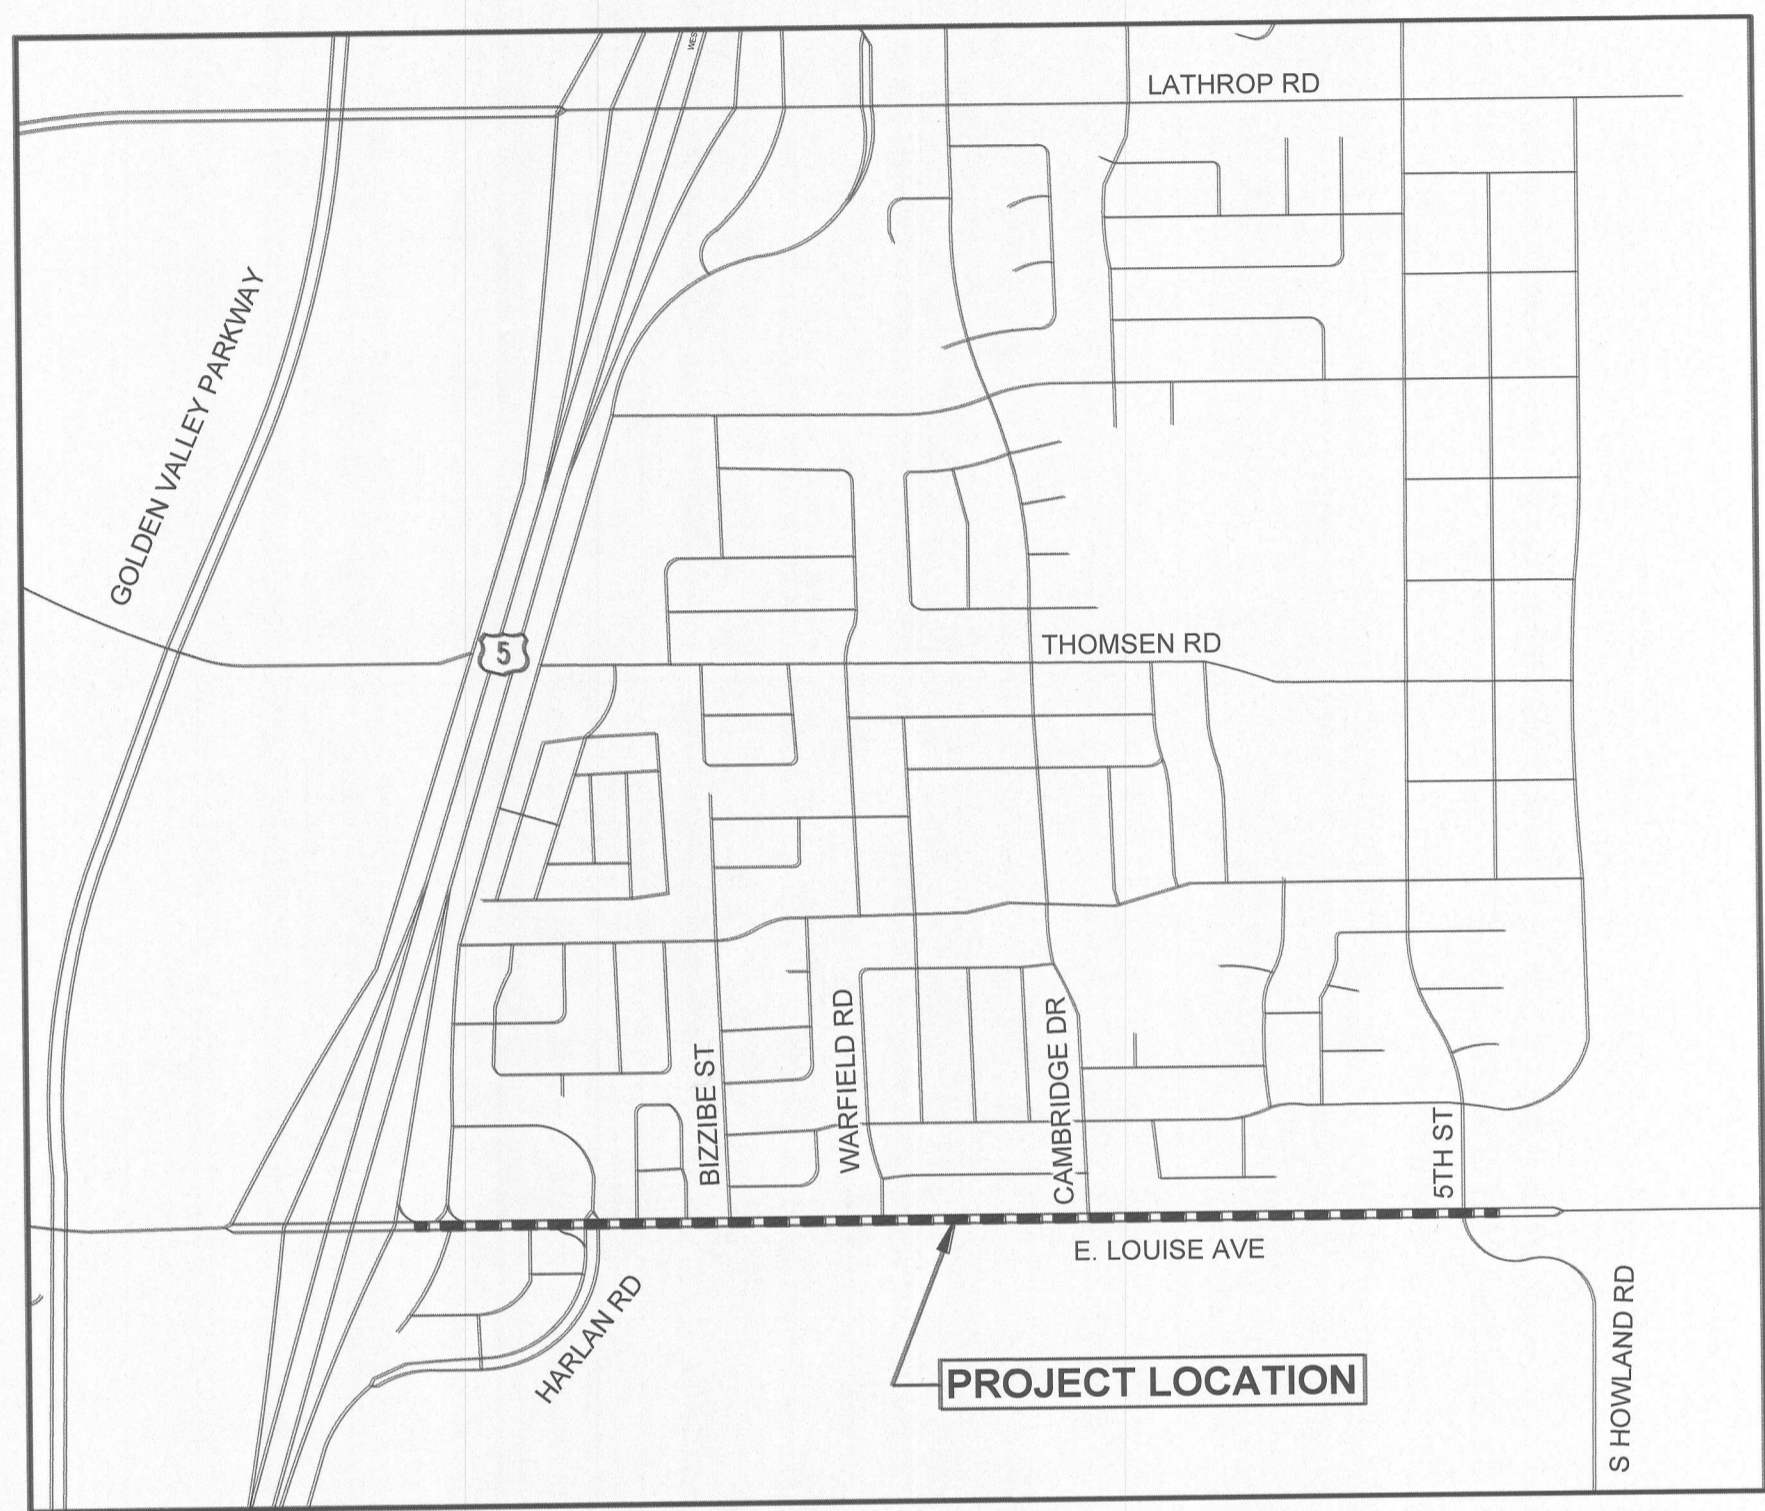 WES
LATHROP RD
GOLDEN VALLEY PARKWAY
5
THOMSEN RD
BIZZIBE ST
WARFIELD RD
CAMBRIDGE DR
5TH ST
E. LOUISE AVE
HARLAN RD
PROJECT LOCATION
S HOWLAND RD